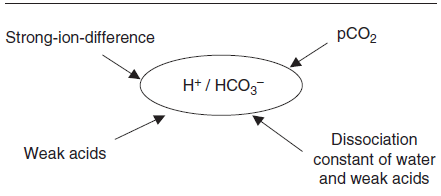 Strong-ion-difference
pCO₂
H⁺ / HCO₃⁻
Weak acids
Dissociation
constant of water
and weak acids